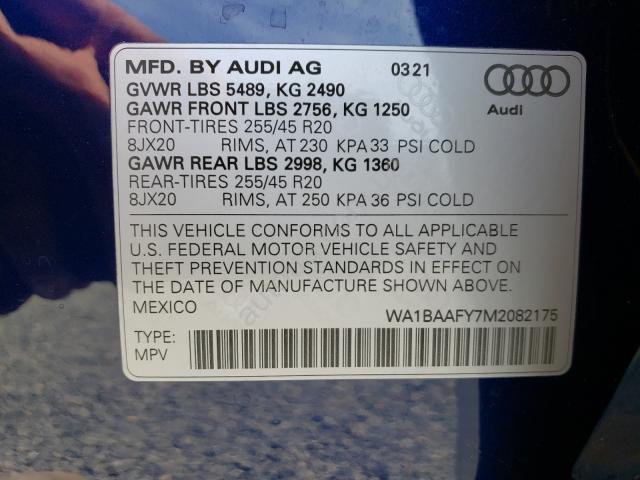 MFD. BY AUDI AG 0321
GVWR LBS 5489, KG 2490
GAWR FRONT LBS 2756, KG 1250
Audi
FRONT-TIRES 255/45 R20
8JX20 RIMS, AT 230 KPA 33 PSI COLD
GAWR REAR LBS 2998, KG 1360
REAR-TIRES 255/45 R20
8JX20 RIMS, AT 250 KPA 36 PSI COLD
THIS VEHICLE CONFORMS TO ALL APPLICABLE
U.S. FEDERAL MOTOR VEHICLE SAFETY AND
THEFT PREVENTION STANDARDS IN EFFECT ON
THE DATE OF MANUFACTURE SHOWN ABOVE.
MEXICO WA1BAAFY7M2082175
TYPE:
MPV